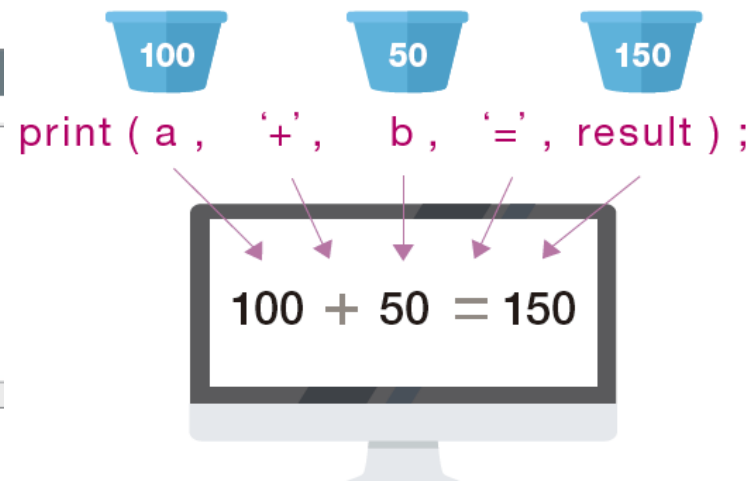 100 50 150
print ( a , ‘+’ , b , ‘=’ , result ) ;
100 + 50 = 150